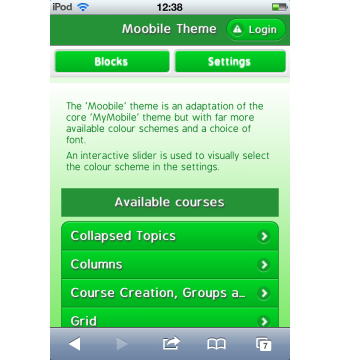 iPod 12:38
Moobile Theme Login
Blocks Settings
The 'Moobile' theme is an adaptation of the
core 'MyMobile' theme but with far more
available colour schemes and a choice of
font.
An interactive slider is used to visually select
the colour scheme in the settings.
Available courses
Collapsed Topics
Columns
Course Creation, Groups a...
Grid
7